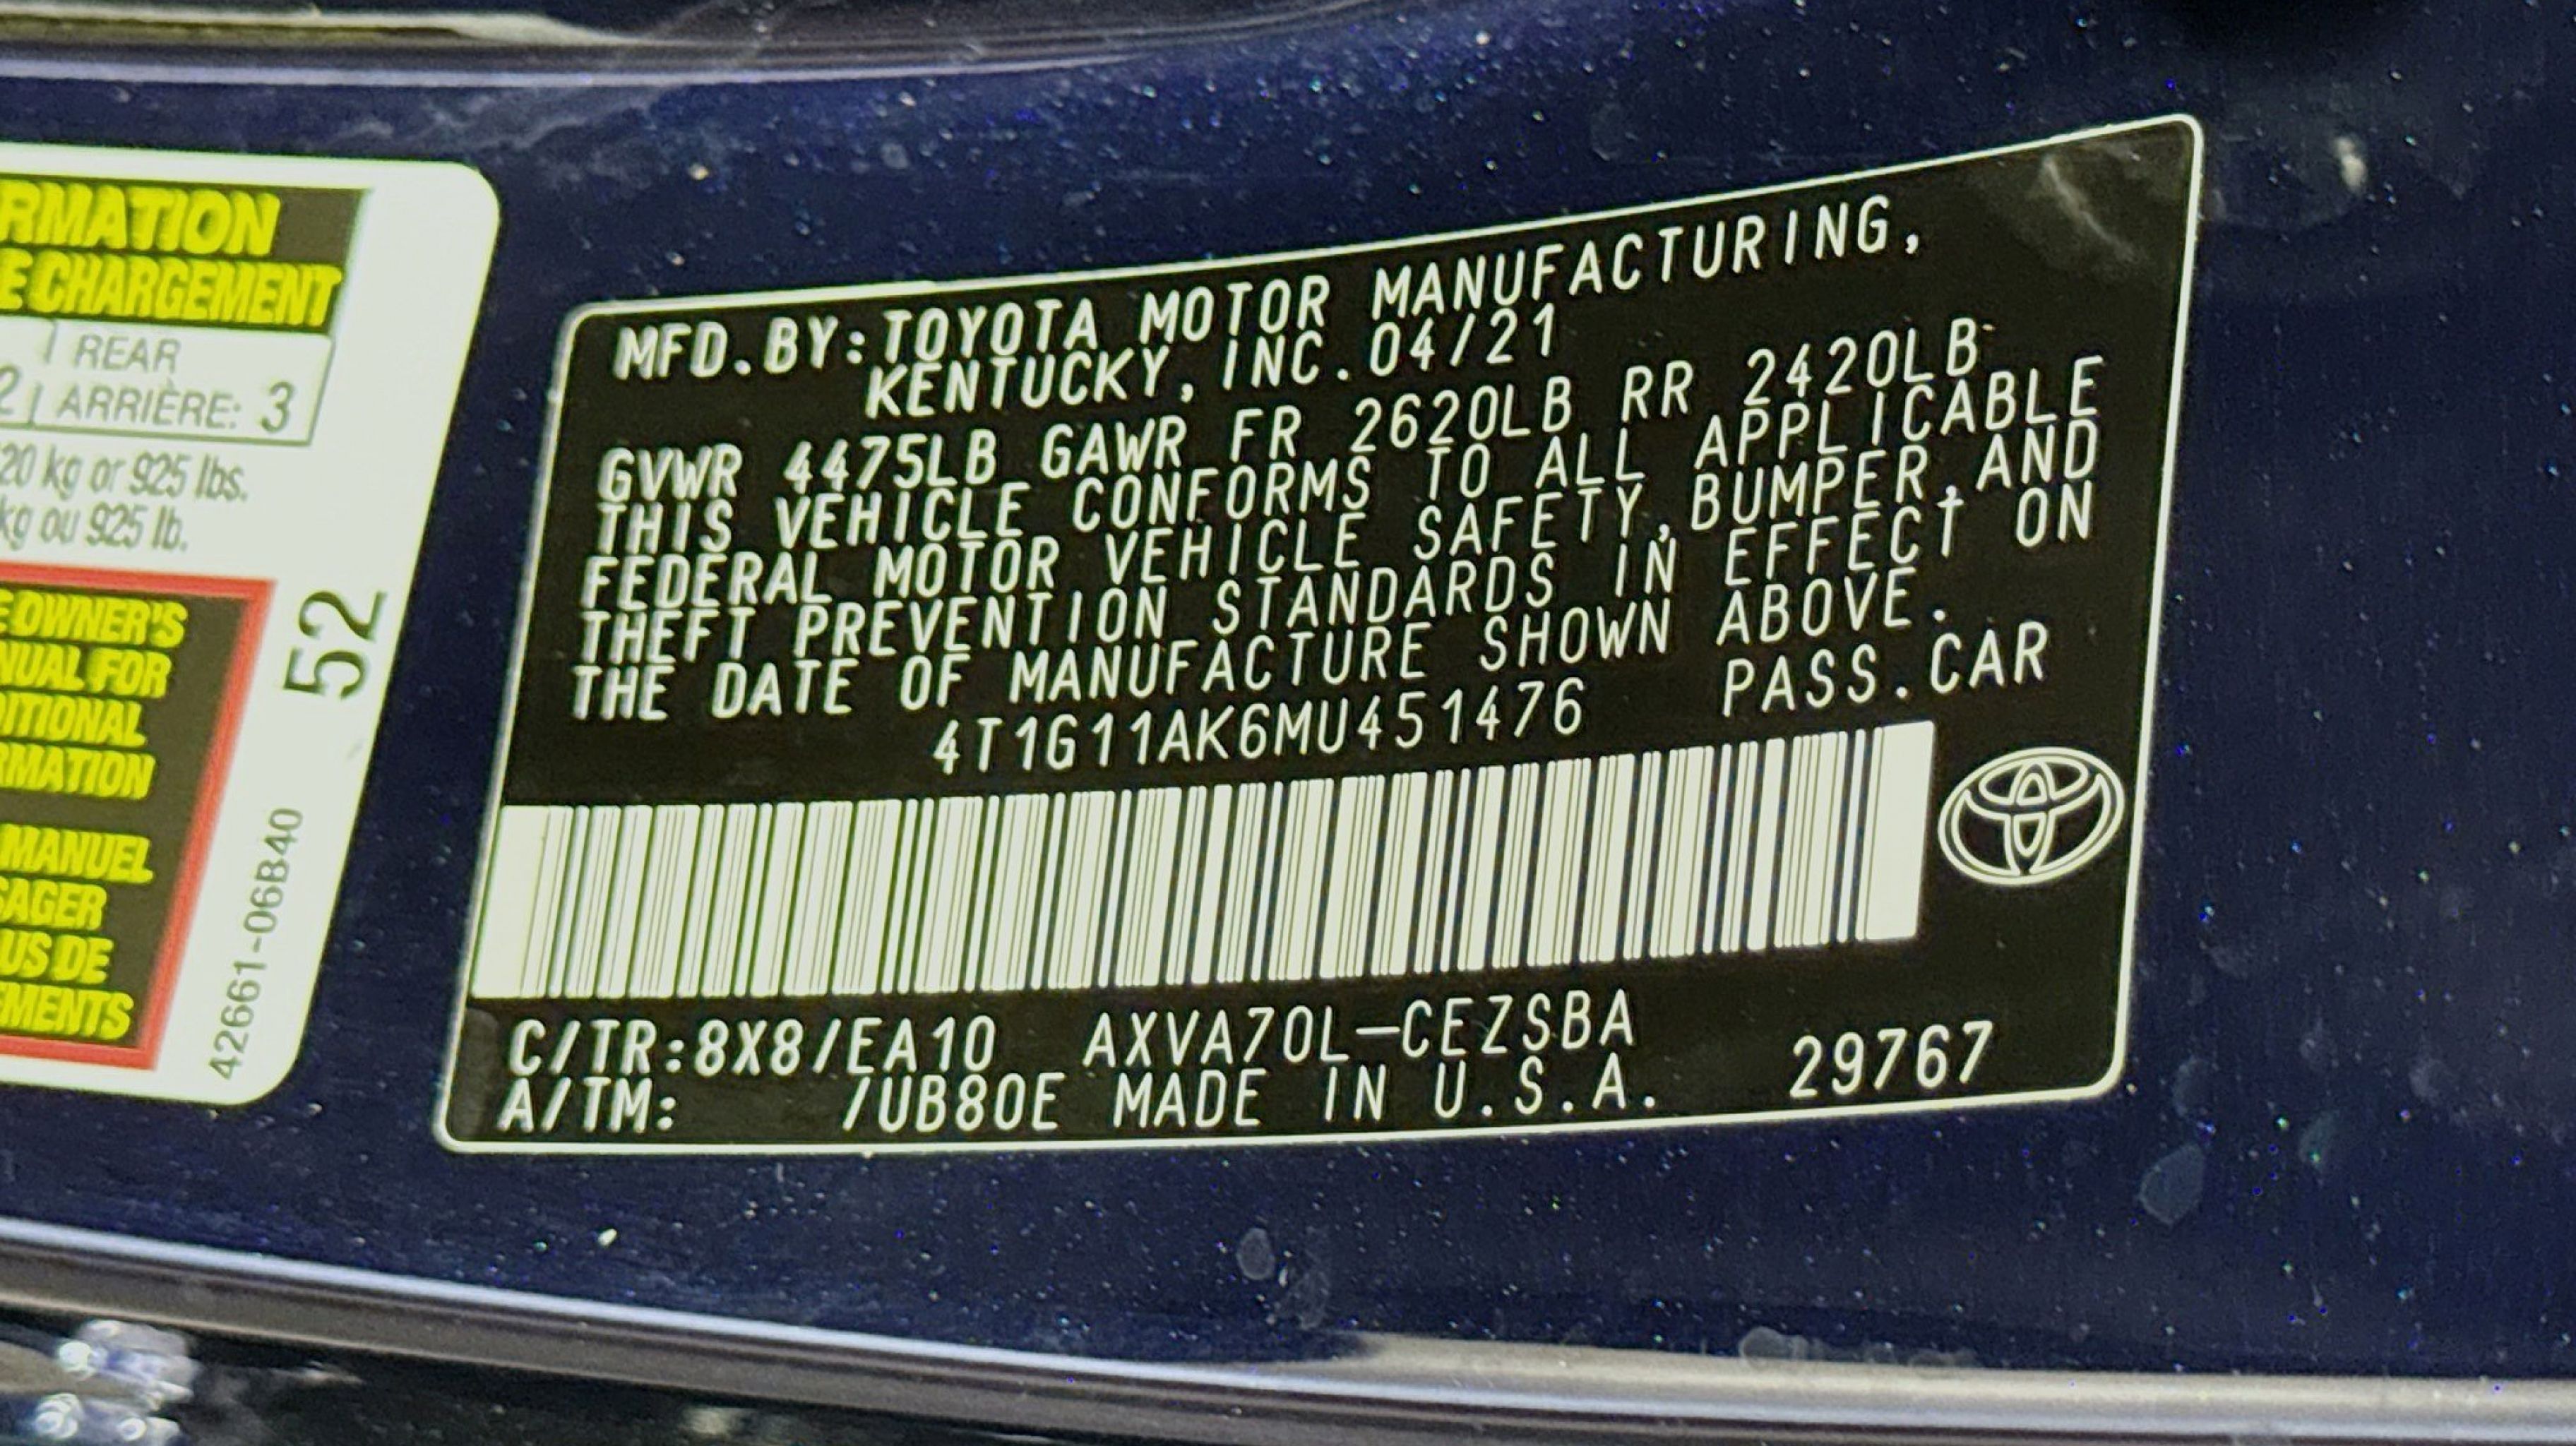 RMATION
E CHARGEMENT
REAR
2 ARRIÈRE: 3
20 kg or 925 lbs.
kg ou 925 lb.
E OWNER'S
NUAL FOR
DITIONAL
RMATION
MANUEL
SAGER
US DE
EMENTS
52
42661-06B40
MFD.BY:TOYOTA MOTOR MANUFACTURING,
KENTUCKY, INC.04/21
GVWR 4475LB GAWR FR 2620LB RR 2420LB
THIS VEHICLE CONFORMS TO ALL APPLICABLE
FEDERAL MOTOR VEHICLE SAFETY,BUMPER,AND
THEFT PREVENTION STANDARDS IN EFFECT ON
THE DATE OF MANUFACTURE SHOWN ABOVE.
4T1G11AK6MU451476 PASS.CAR
C/TR:8X8/EA10 AXVA70L-CEZSBA
A/TM: /UB80E MADE IN U.S.A. 29767